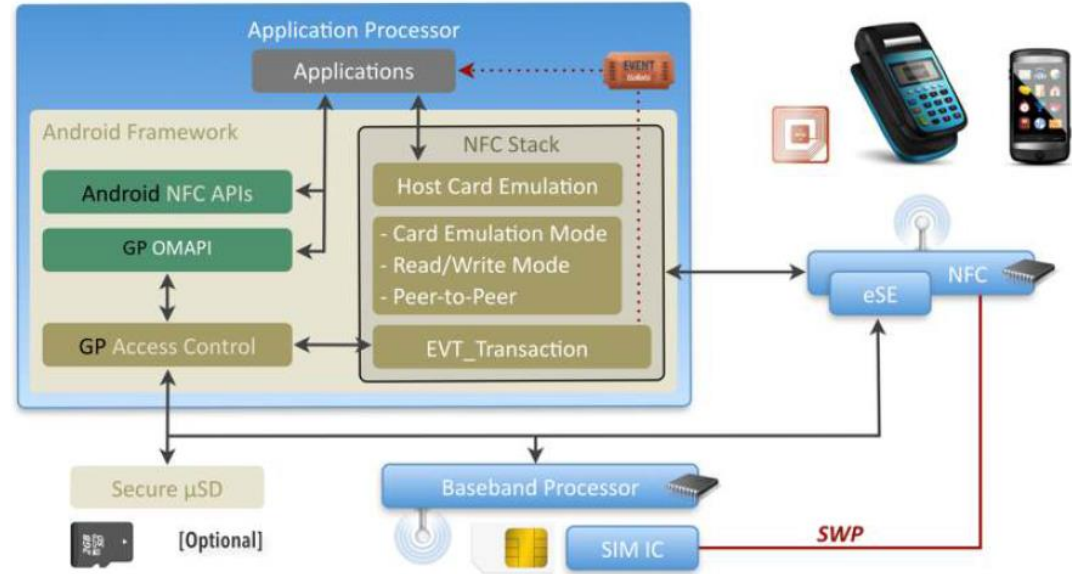 Application Processor
Applications
EVENT
tickets
Android Framework
NFC Stack
Android NFC APIs
Host Card Emulation
GP OMAPI
- Card Emulation Mode
- Read/Write Mode
- Peer-to-Peer
NFC
eSE
GP Access Control
EVT_Transaction
Secure µSD
Baseband Processor
[Optional]
SIM IC
SWP